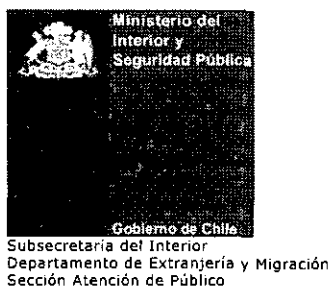 Ministerio del
Interior y
Seguridad Pública
Gobierno de Chile
Subsecretaría del Interior
Departamento de Extranjería y Migración
Sección Atención de Público